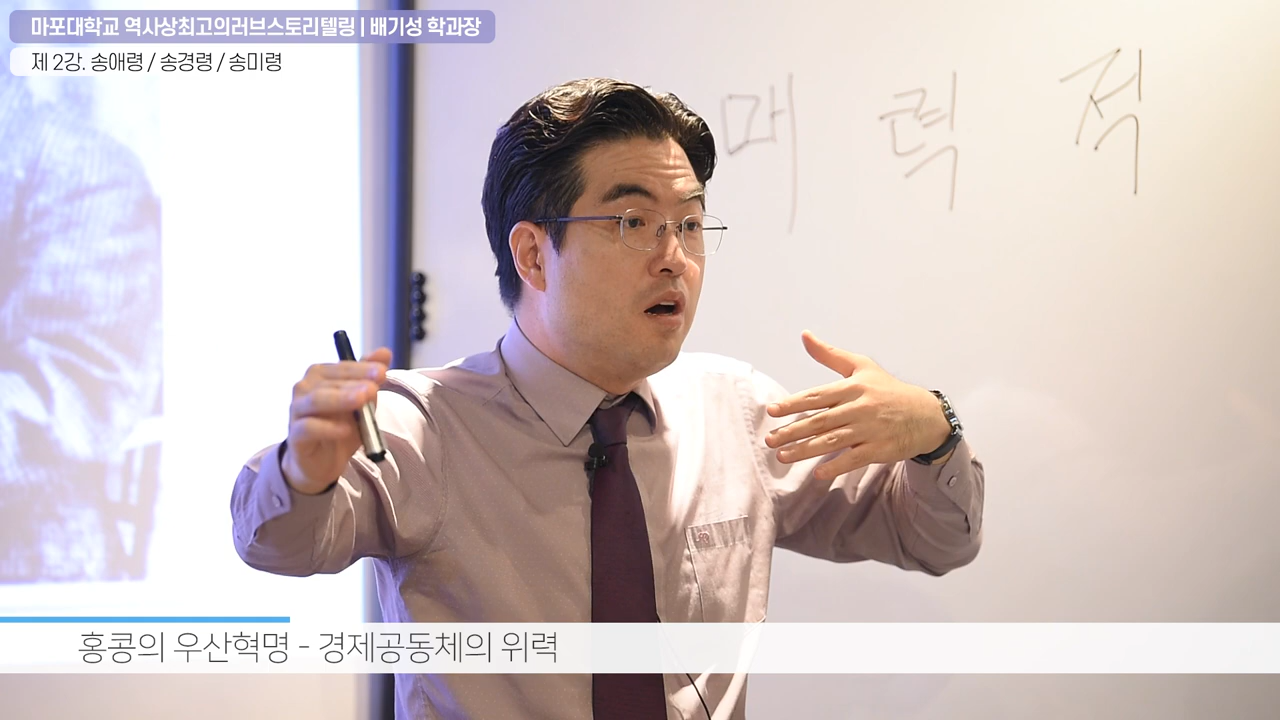 마포대학교 역사상최고의러브스토리텔링 | 배기성 학과장
제 2강. 송애령 / 송경령 / 송미령
매 력 적
홍콩의 우산혁명 - 경제공동체의 위력